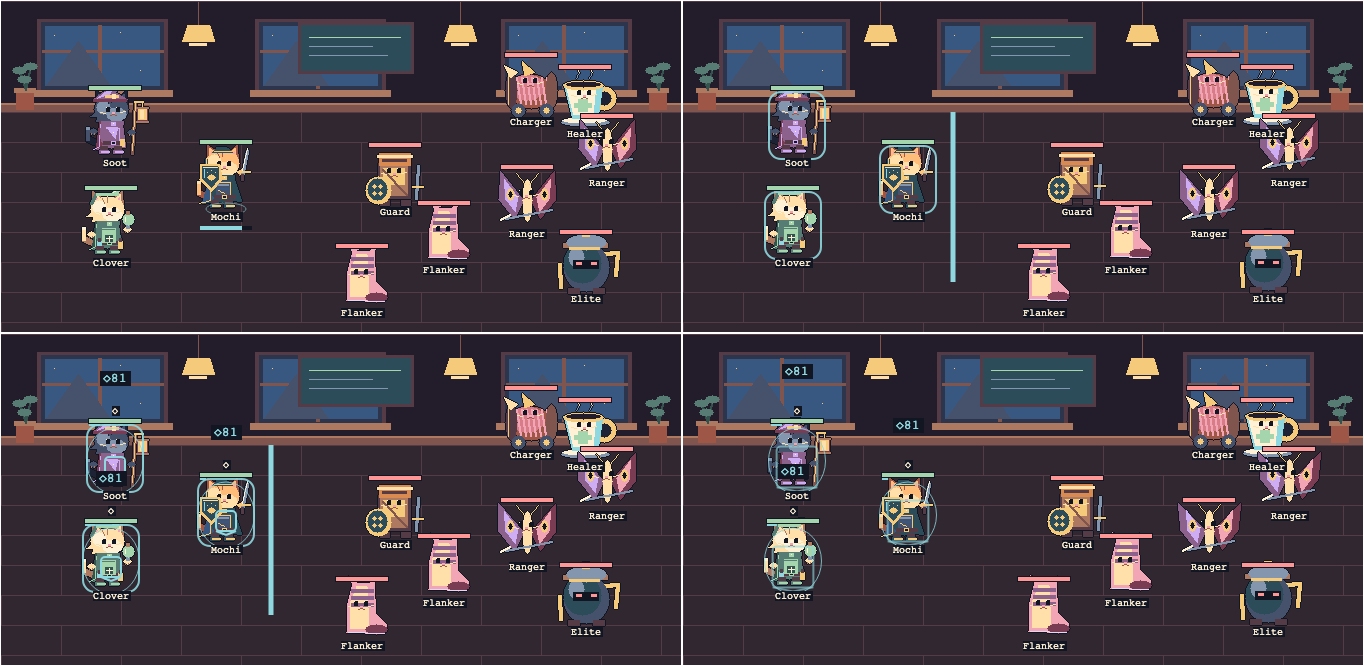 Charger
Healer
Soot
Ranger
Mochi
Guard
Ranger
Clover
Flanker
Elite
Flanker
Charger
Healer
Soot
Ranger
Mochi
Guard
Ranger
Clover
Flanker
Elite
Flanker
◇81
◇81
Charger
Healer
◇81
Soot
Ranger
Mochi
Guard
Ranger
Clover
Flanker
Elite
Flanker
◇81
◇81
Charger
Healer
◇81
Soot
Ranger
Mochi
Guard
Ranger
Clover
Flanker
Elite
Flanker